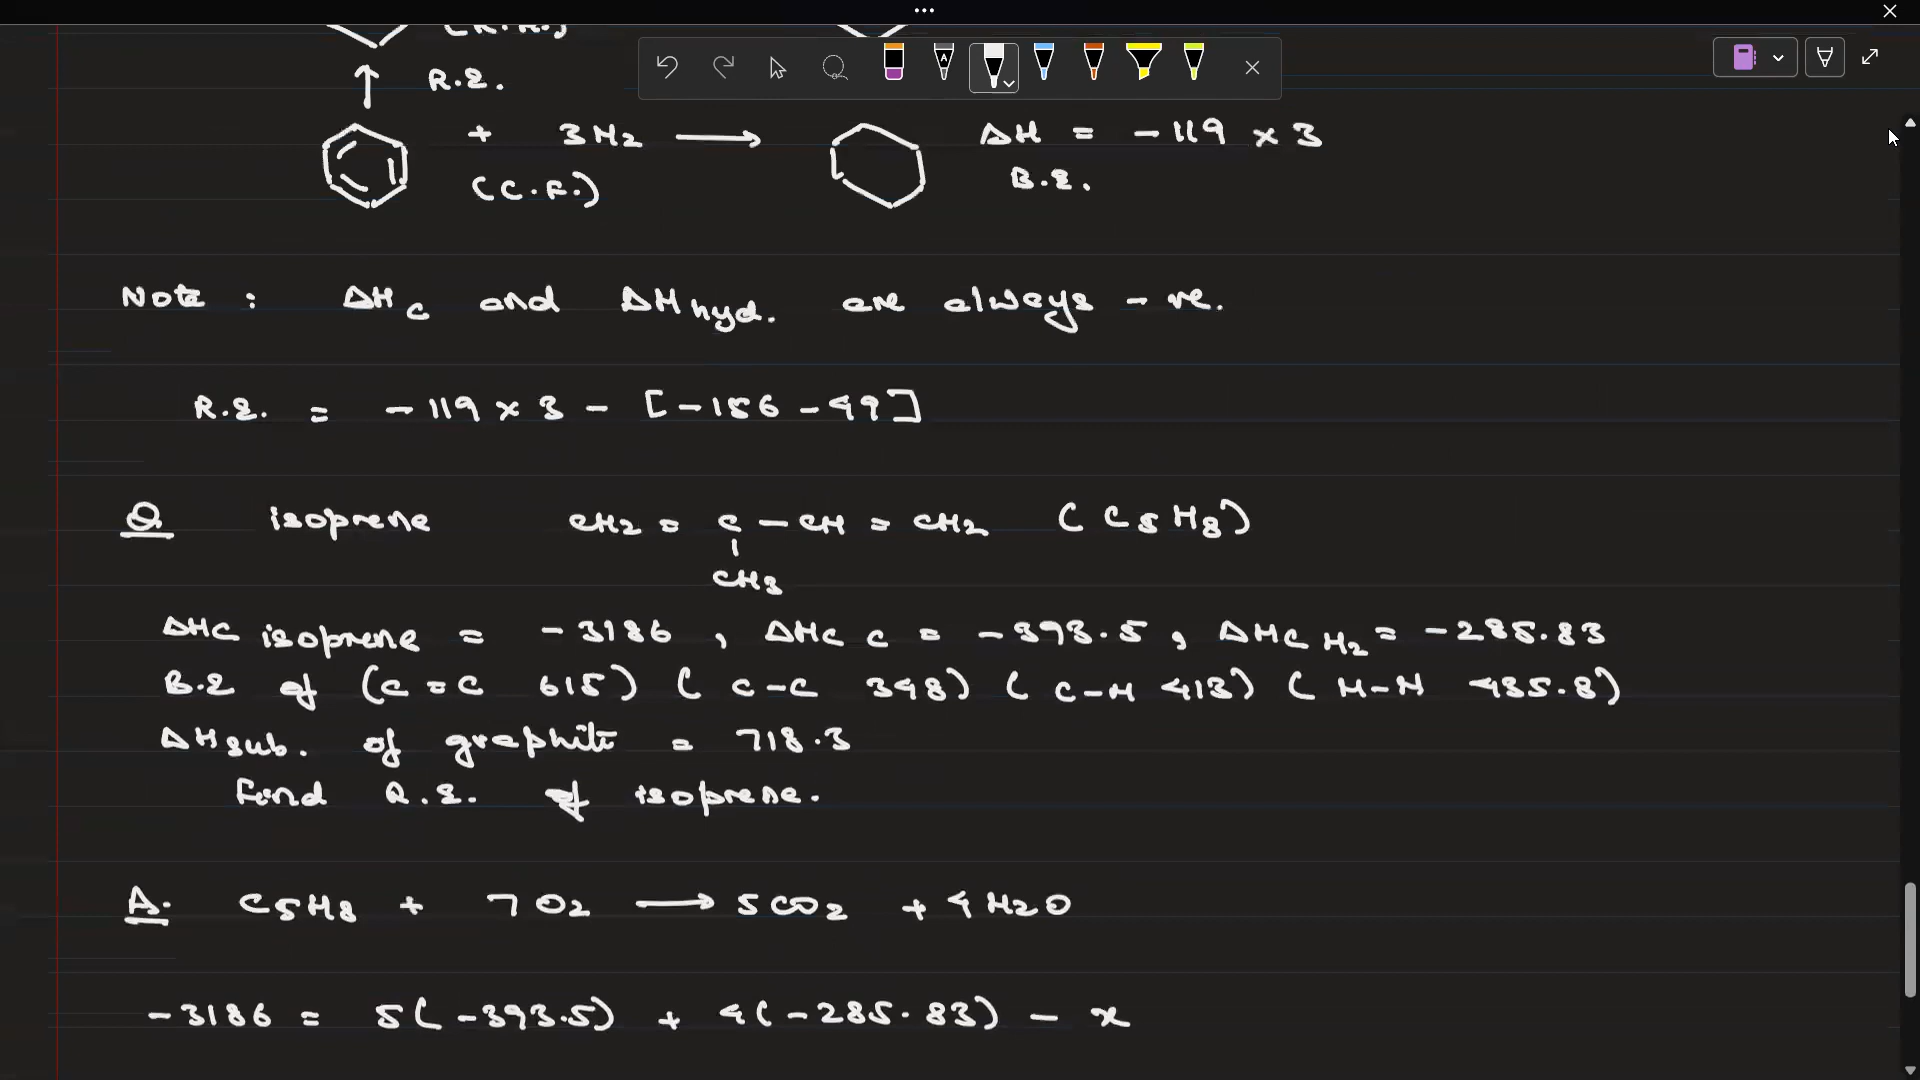 R.E.
+ 3H2 ⟶ ΔH = -119 × 3
(C.F.) B.E.
Note : ΔHc and ΔHhyd. are always -ve.
R.E. = -119 × 3 - [-156 -49]
Q isoprene CH2 = C - CH = CH2 (C5H8)
CH3
ΔHC isoprene = -3186 , ΔHC C = -393.5 , ΔHC H2 = -285.83
B.E of (C=C 615) (C-C 348) (C-H 413) (H-H 435.8)
ΔHsub. of graphite = 718.3
Find R.E. of isoprene.
A. C5H8 + 7O2 ⟶ 5CO2 + 4H2O
-3186 = 5(-393.5) + 4(-285.83) - x